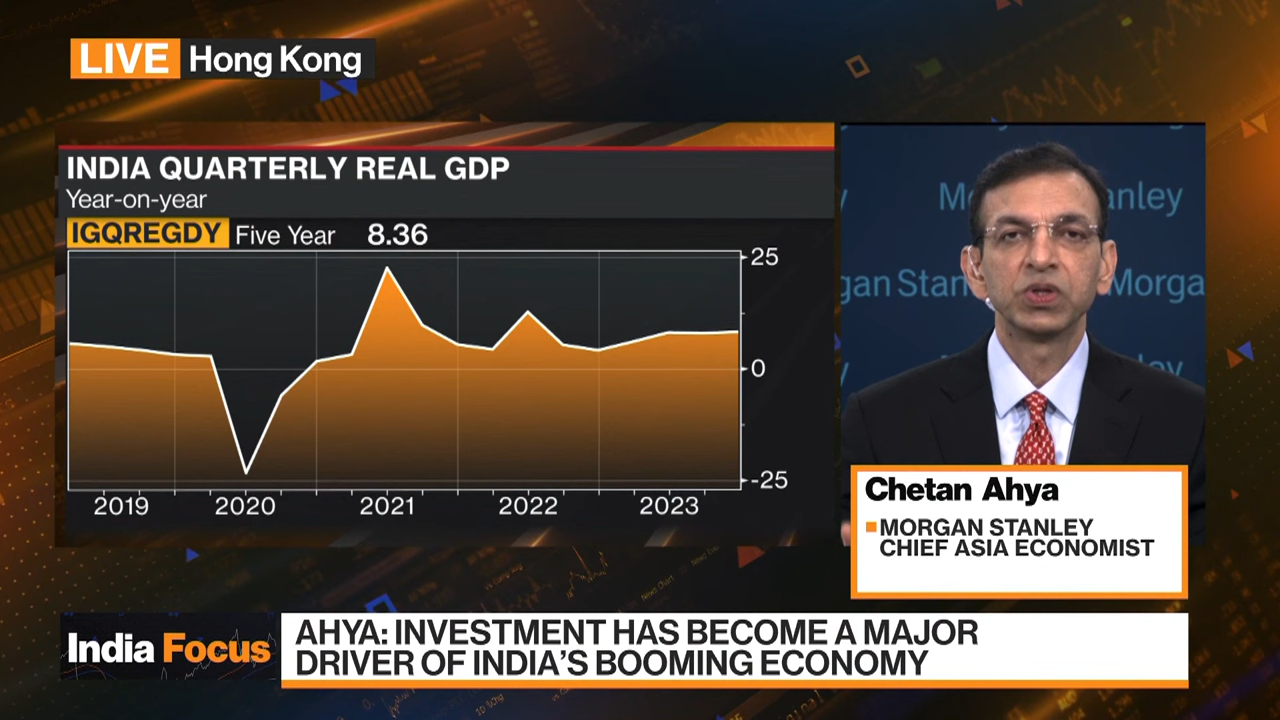 LIVE Hong Kong
INDIA QUARTERLY REAL GDP
Year-on-year
IGQREGDY Five Year 8.36
25
0
-25
2019 2020 2021 2022 2023
Morgan Stanley
Chetan Ahya
MORGAN STANLEY
CHIEF ASIA ECONOMIST
India Focus
AHYA: INVESTMENT HAS BECOME A MAJOR
DRIVER OF INDIA'S BOOMING ECONOMY